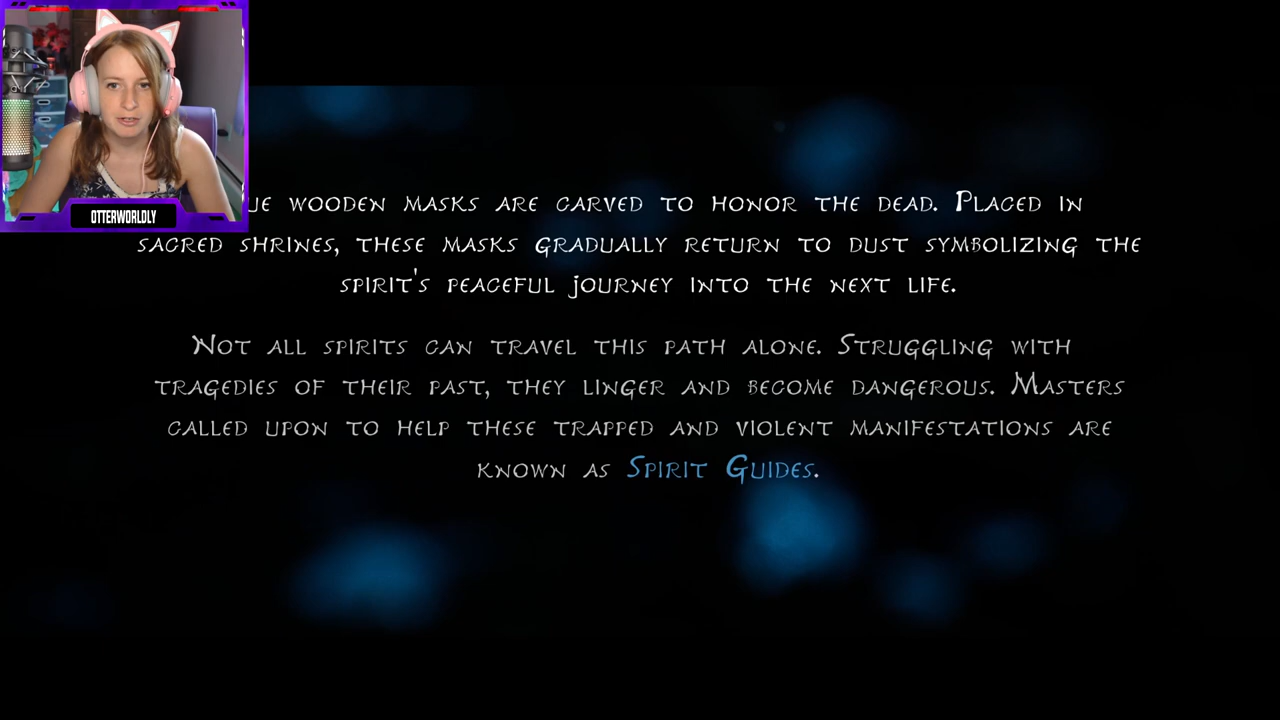 OTTERWORLDLY
WOODEN MASKS ARE CARVED TO HONOR THE DEAD. PLACED IN
SACRED SHRINES, THESE MASKS GRADUALLY RETURN TO DUST SYMBOLIZING THE
SPIRIT'S PEACEFUL JOURNEY INTO THE NEXT LIFE.
NOT ALL SPIRITS CAN TRAVEL THIS PATH ALONE. STRUGGLING WITH
TRAGEDIES OF THEIR PAST, THEY LINGER AND BECOME DANGEROUS. MASTERS
CALLED UPON TO HELP THESE TRAPPED AND VIOLENT MANIFESTATIONS ARE
KNOWN AS SPIRIT GUIDES.